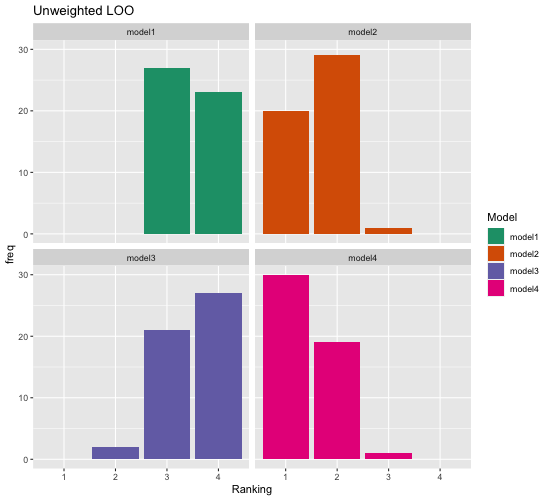 Unweighted LOO
model1 model2
30
20
10
0
freq
model3 model4
30
20
10
0
1 2 3 4 1 2 3 4
Ranking
Model
model1
model2
model3
model4